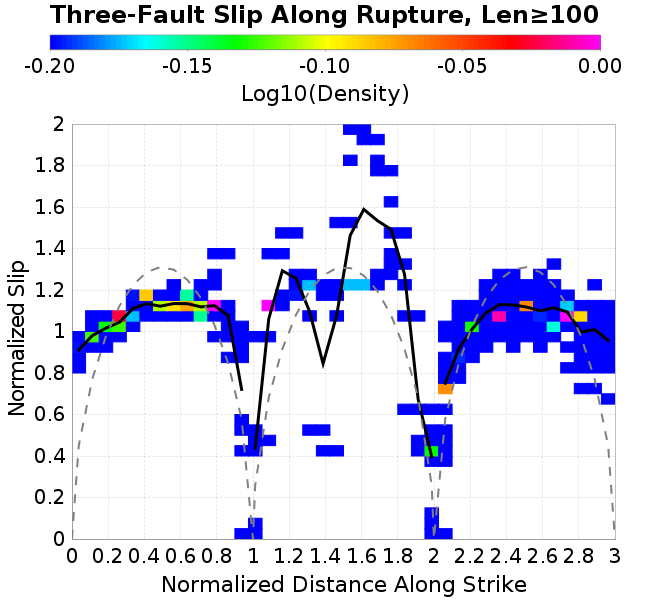 Three-Fault Slip Along Rupture, Len≥100
-0.20 -0.15 -0.10 -0.05 0.00
Log10(Density)
2
1.8
1.6
1.4
1.2
1
0.8
0.6
0.4
0.2
0
Normalized Slip
0 0.2 0.4 0.6 0.8 1 1.2 1.4 1.6 1.8 2 2.2 2.4 2.6 2.8 3
Normalized Distance Along Strike